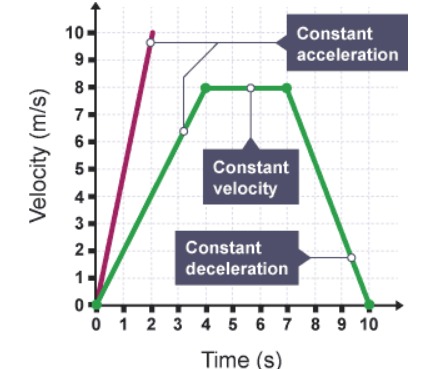 Velocity (m/s)
10
9
8
7
6
5
4
3
2
1
0
Constant
acceleration
Constant
velocity
Constant
deceleration
0 1 2 3 4 5 6 7 8 9 10
Time (s)